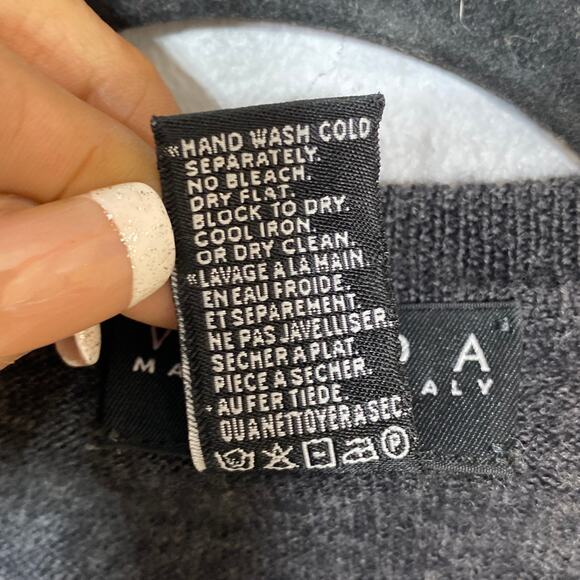 "HAND WASH COLD
SEPARATELY.
NO BLEACH.
DRY FLAT.
BLOCK TO DRY.
COOL IRON.
OR DRY CLEAN.
"LAVAGE A LA MAIN.
EN EAU FROIDE
ET SEPAREMENT.
NE PAS JAVELLISER.
SECHER A PLAT
PIECE A SECHER.
AU FER TIEDE
OU A NETTOYER A SEC.
P
D A
MA
ALY